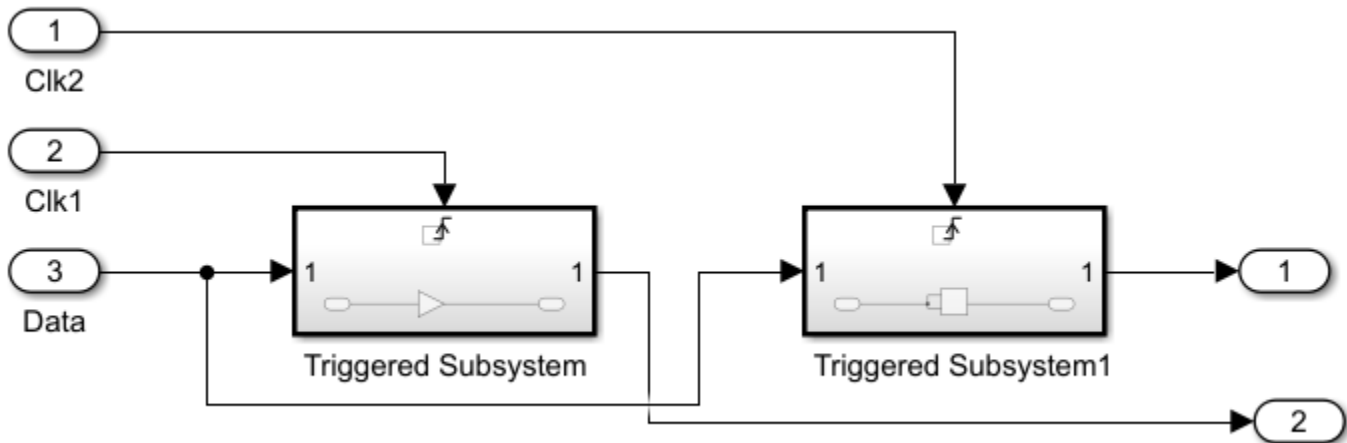 1
Clk2
2
Clk1
3
Data
1 1
Triggered Subsystem
1 1
Triggered Subsystem1
1
2